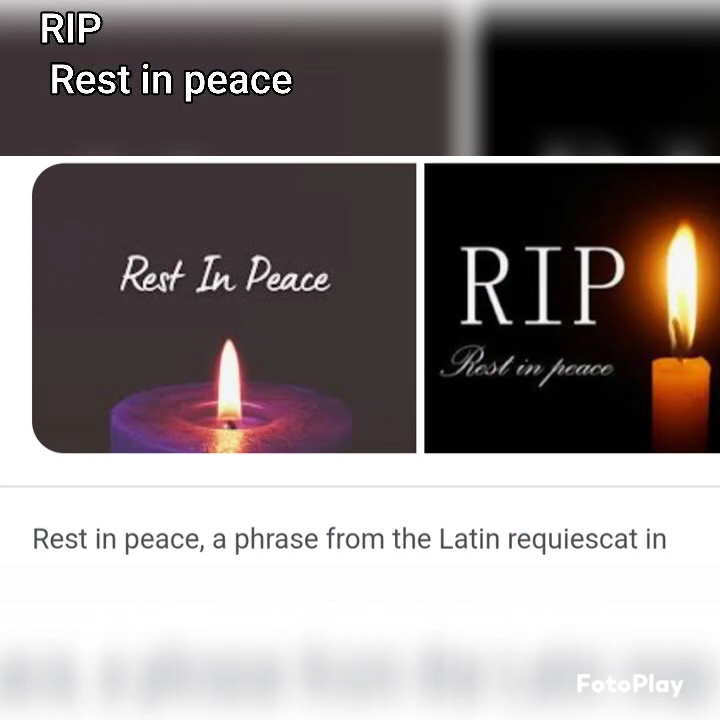 RIP
Rest in peace
Rest In Peace
RIP
Rest in peace
Rest in peace, a phrase from the Latin requiescat in
FotoPlay